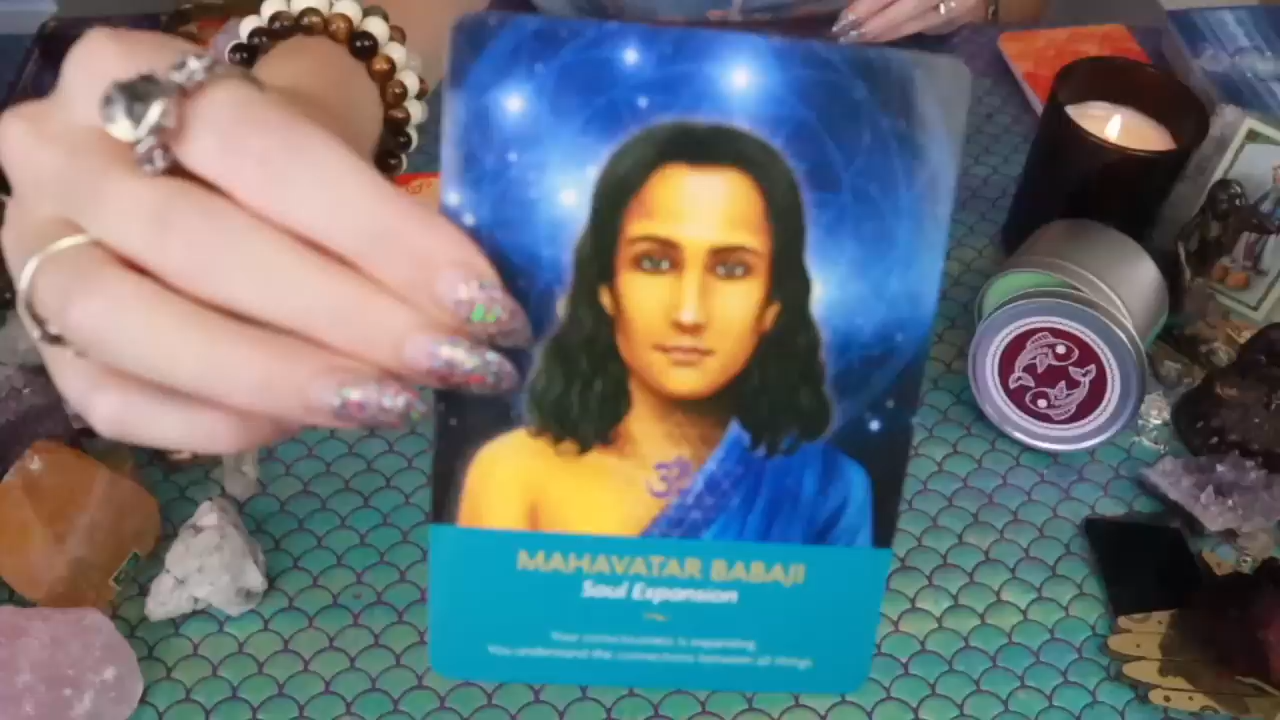 ॐ
MAHAVATAR BABAJI
Soul Expansion
Your consciousness is expanding
You understand the connections between all things